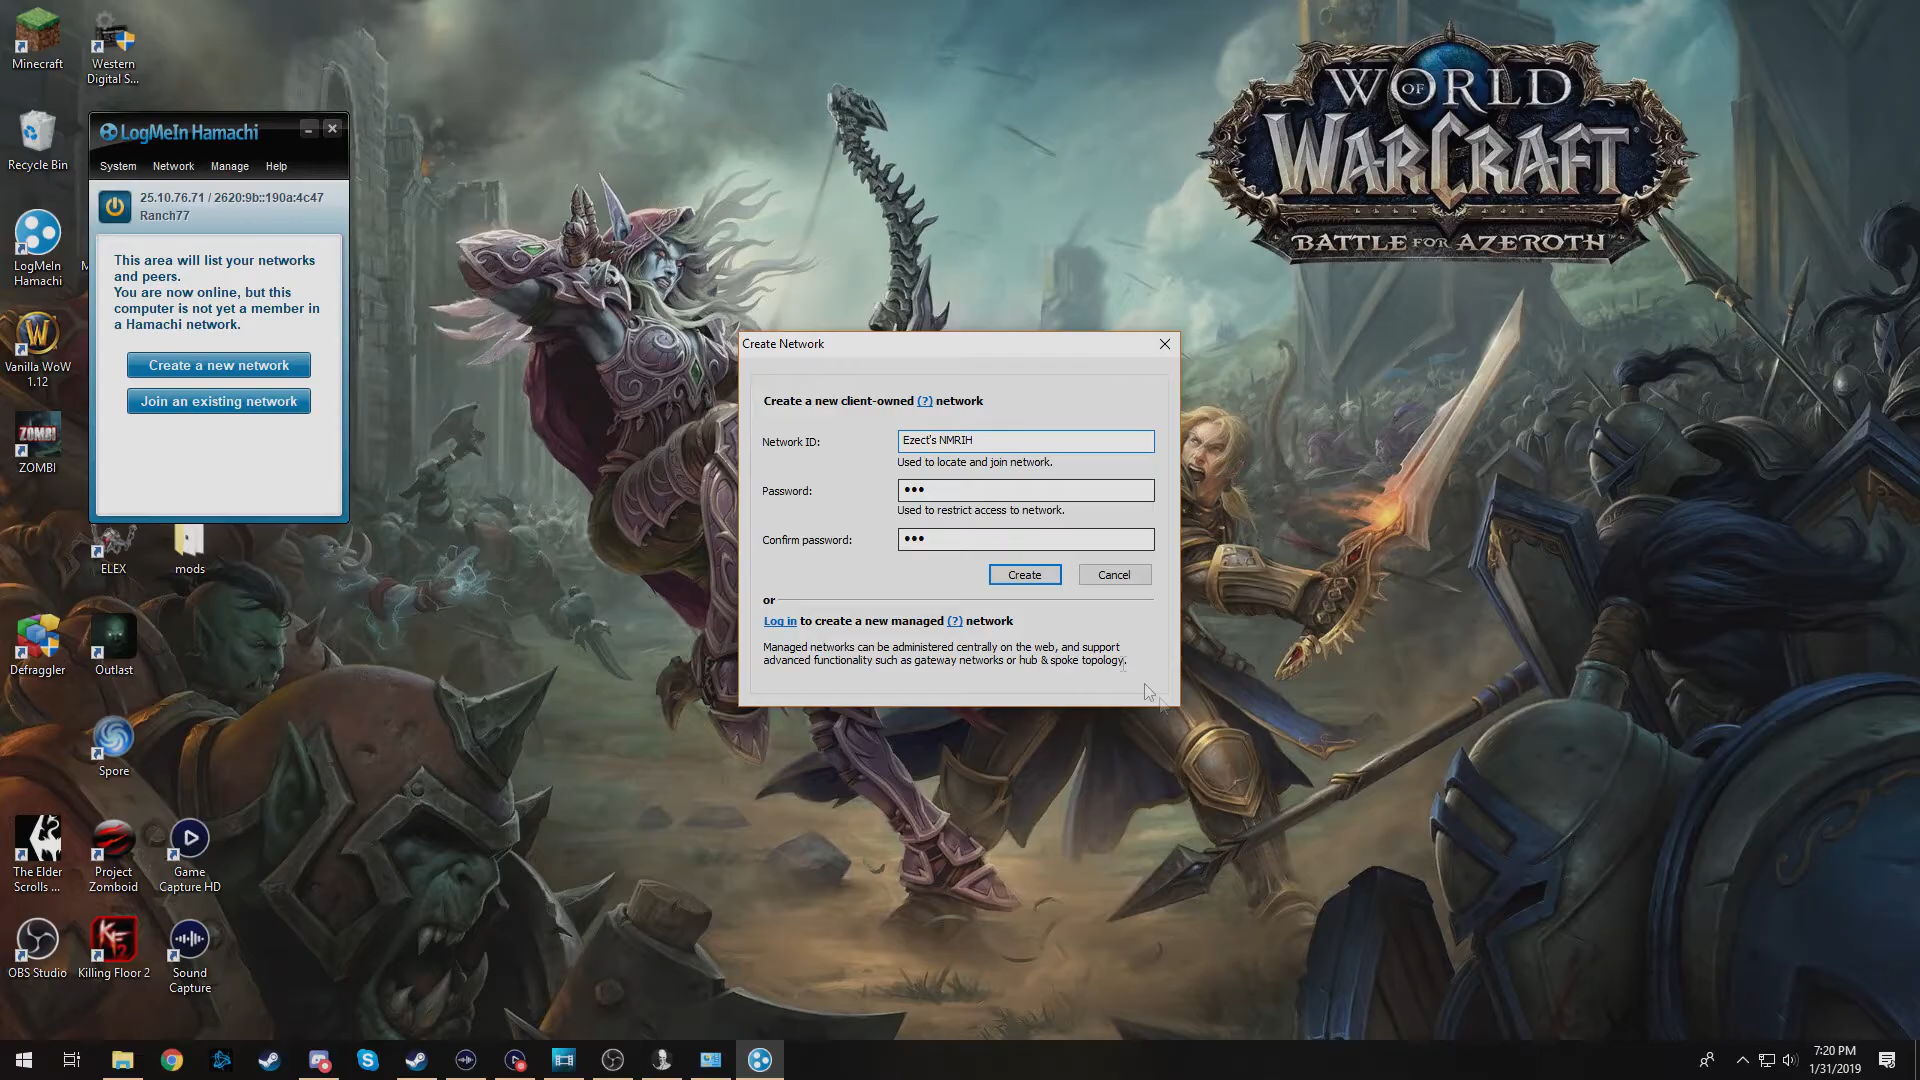 Minecraft
Western
Digital S...
Recycle Bin
LogMeIn
Hamachi
Vanilla WoW
1.12
ZOMBI
ZOMBI
LogMeIn Hamachi
System Network Manage Help
25.10.76.71 / 2620:9b::190a:4c47
Ranch77
This area will list your networks
and peers.
You are now online, but this
computer is not yet a member in
a Hamachi network.
Create a new network
Join an existing network
WORLD
OF
WARCRAFT
BATTLE FOR AZEROTH
Create Network
Create a new client-owned (?) network
Network ID:
Ezect's NMRIH
Used to locate and join network.
Password:
•••
Used to restrict access to network.
Confirm password:
•••
Create Cancel
or
Log in to create a new managed (?) network
Managed networks can be administered centrally on the web, and support
advanced functionality such as gateway networks or hub & spoke topology.
ELEX
mods
Defraggler
Outlast
Spore
The Elder
Scrolls ...
Project
Zomboid
Game
Capture HD
OBS Studio
KF
2
Killing Floor 2
Sound
Capture
7:20 PM
1/31/2019